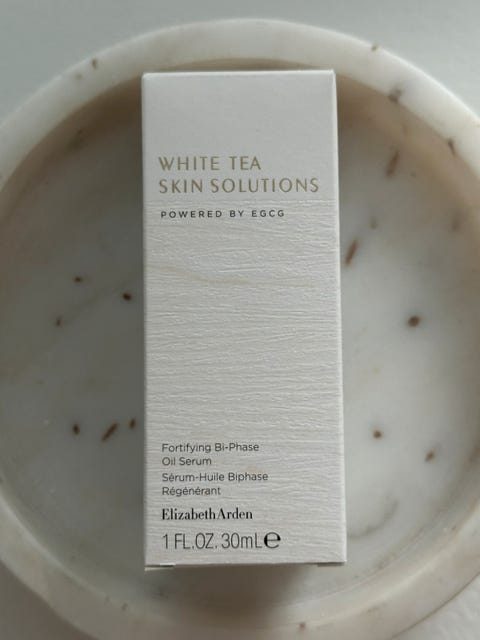 WHITE TEA
SKIN SOLUTIONS
POWERED BY EGCG
Fortifying Bi-Phase
Oil Serum
Sérum-Huile Biphase
Régénérant
Elizabeth Arden
1 FL.OZ. 30mL℮